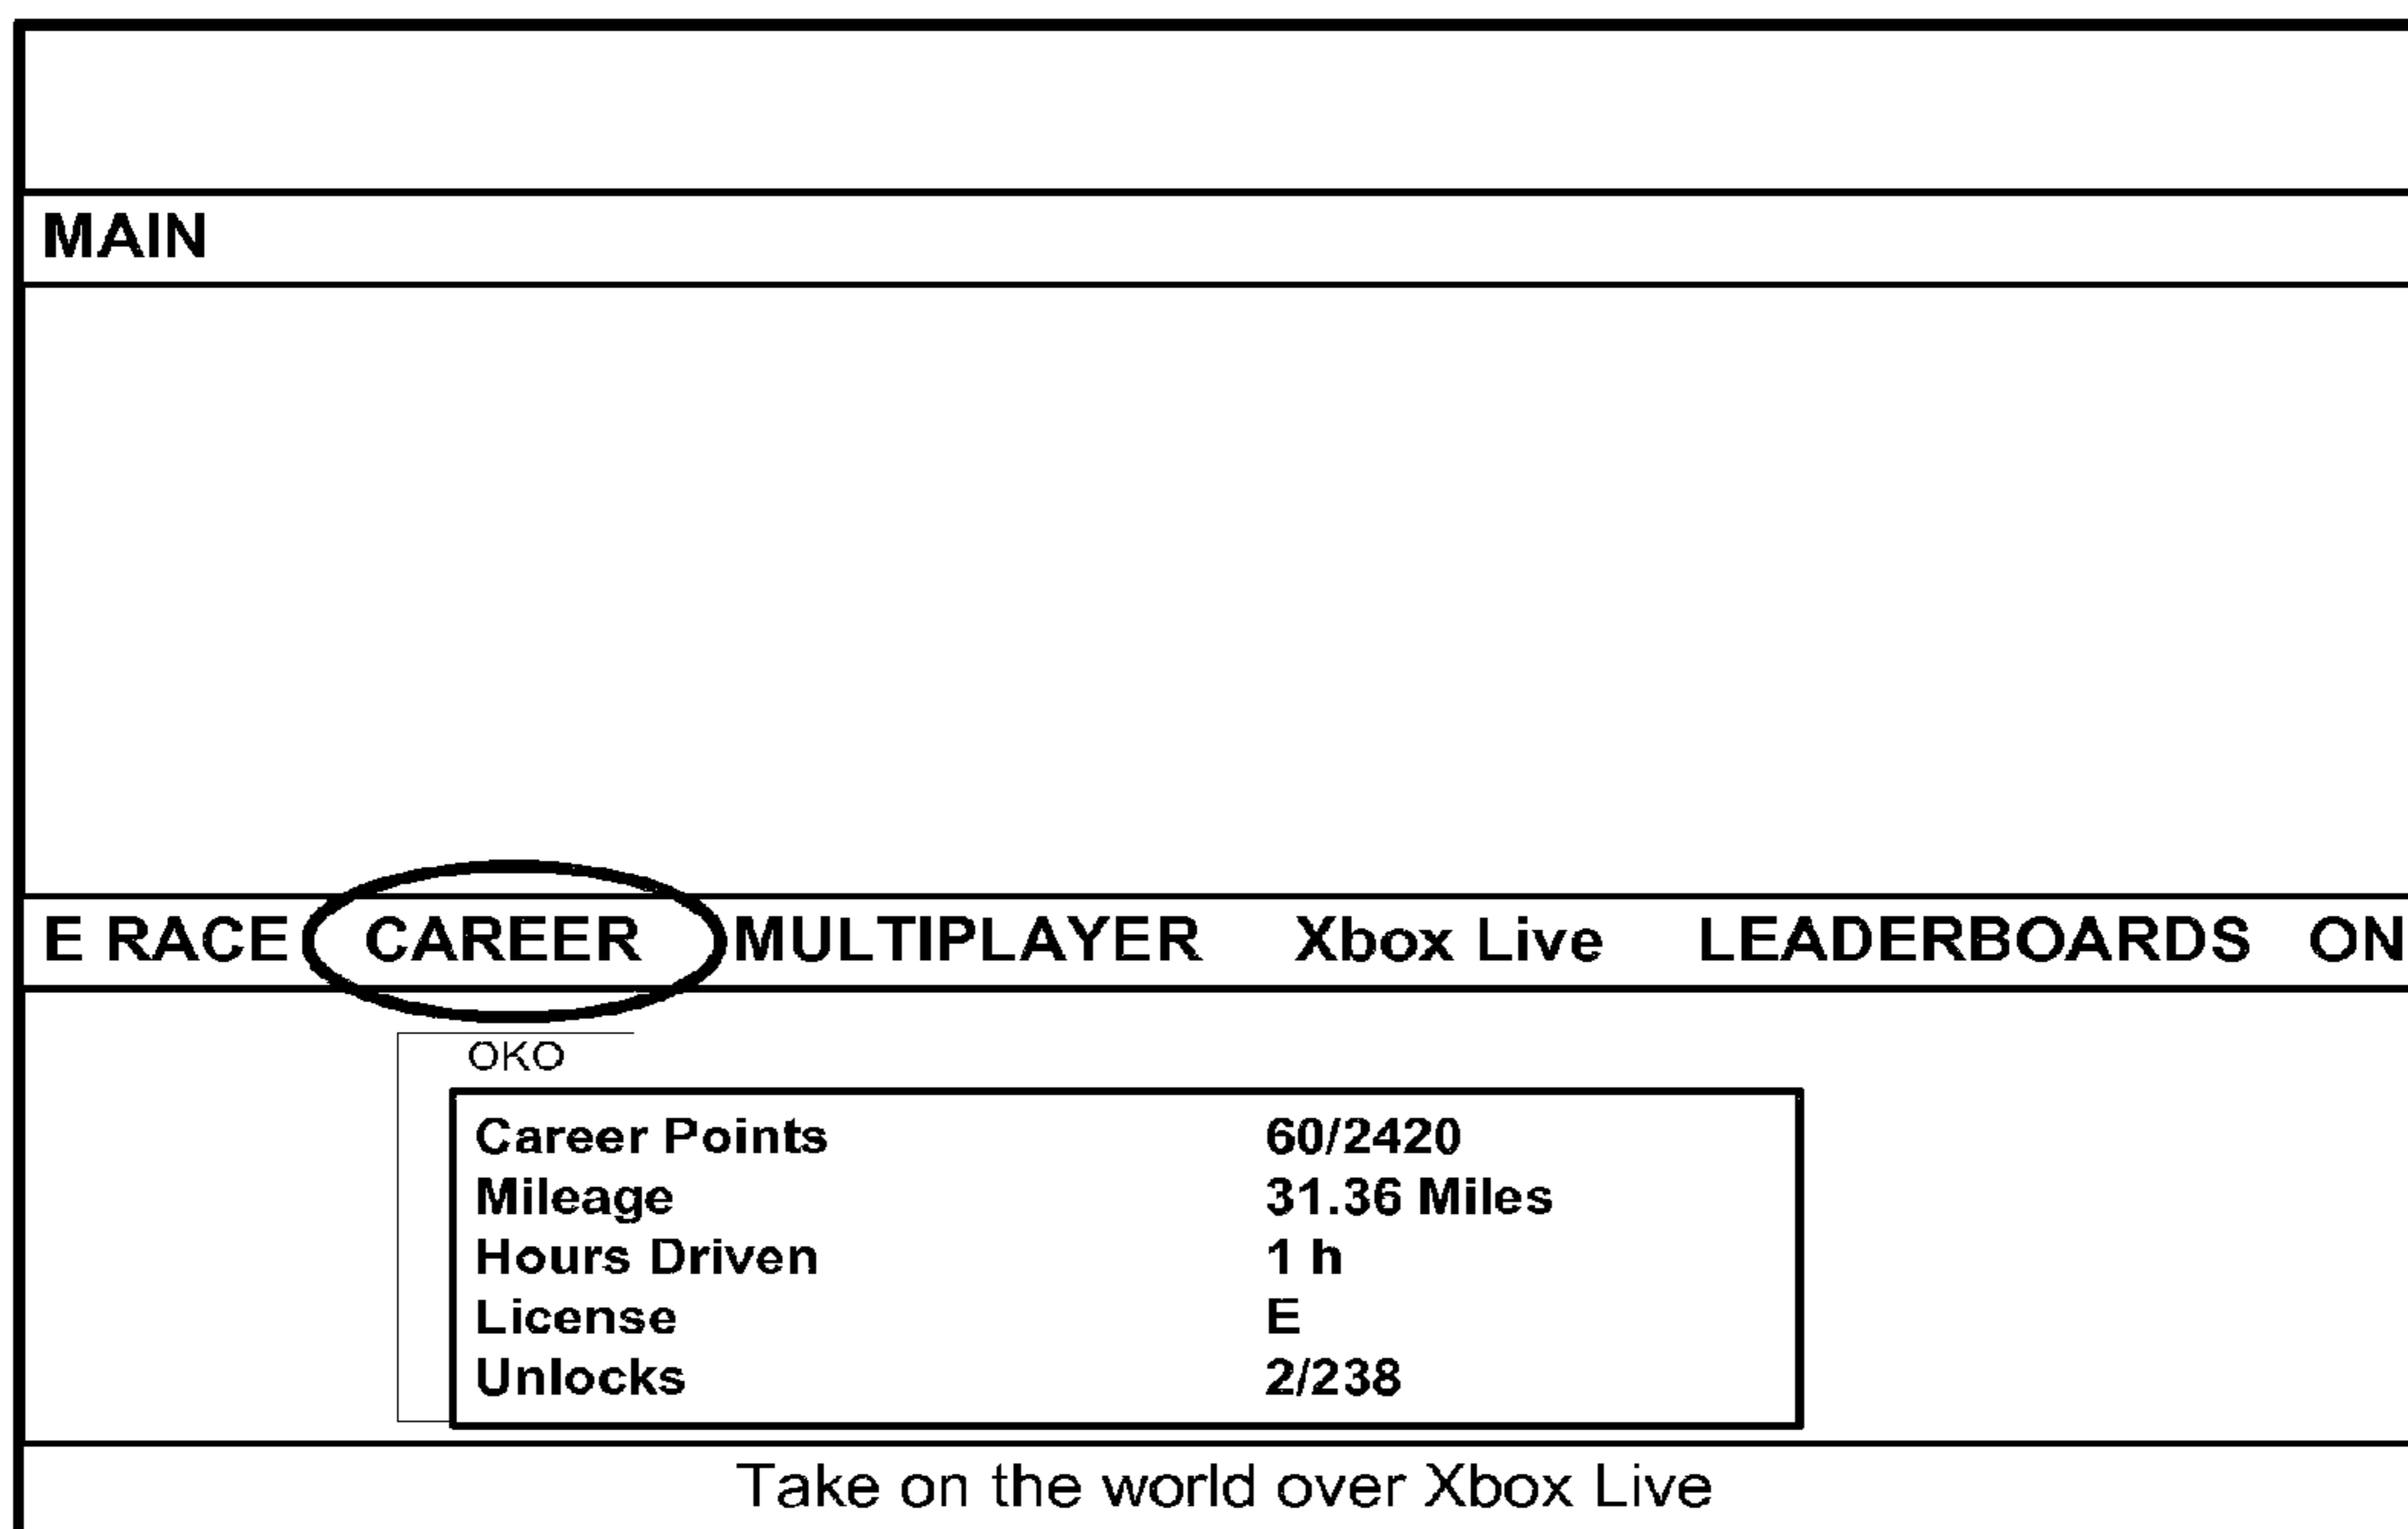 MAIN
E RACE CAREER MULTIPLAYER Xbox Live LEADERBOARDS ON
OKO
Career Points 60/2420
Mileage 31.36 Miles
Hours Driven 1 h
License E
Unlocks 2/238
Take on the world over Xbox Live